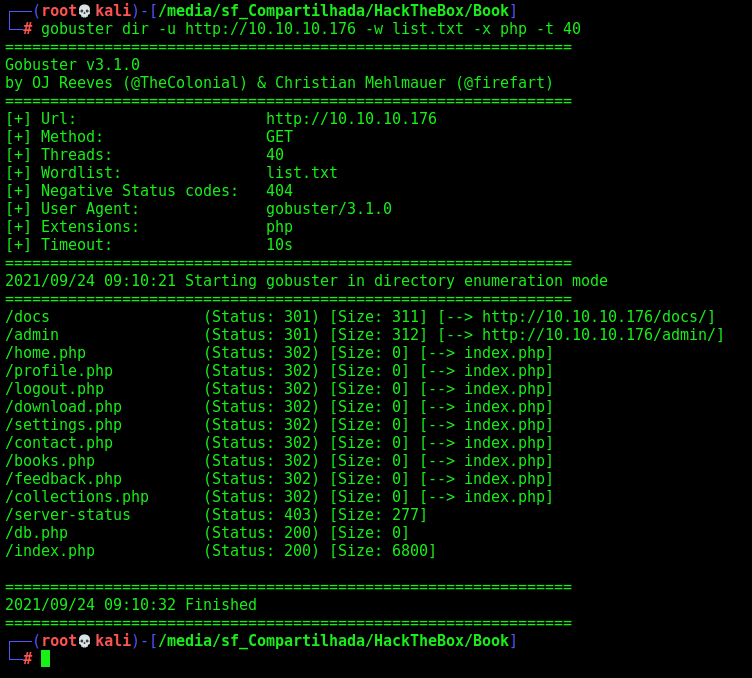 ┌──(root💀kali)-[/media/sf_Compartilhada/HackTheBox/Book]
└─# gobuster dir -u http://10.10.10.176 -w list.txt -x php -t 40
===============================================================
Gobuster v3.1.0
by OJ Reeves (@TheColonial) & Christian Mehlmauer (@firefart)
===============================================================
[+] Url:                     http://10.10.10.176
[+] Method:                  GET
[+] Threads:                 40
[+] Wordlist:                list.txt
[+] Negative Status codes:   404
[+] User Agent:              gobuster/3.1.0
[+] Extensions:              php
[+] Timeout:                 10s
===============================================================
2021/09/24 09:10:21 Starting gobuster in directory enumeration mode
===============================================================
/docs                 (Status: 301) [Size: 311] [--> http://10.10.10.176/docs/]
/admin                (Status: 301) [Size: 312] [--> http://10.10.10.176/admin/]
/home.php             (Status: 302) [Size: 0] [--> index.php]
/profile.php          (Status: 302) [Size: 0] [--> index.php]
/logout.php           (Status: 302) [Size: 0] [--> index.php]
/download.php         (Status: 302) [Size: 0] [--> index.php]
/settings.php         (Status: 302) [Size: 0] [--> index.php]
/contact.php          (Status: 302) [Size: 0] [--> index.php]
/books.php            (Status: 302) [Size: 0] [--> index.php]
/feedback.php         (Status: 302) [Size: 0] [--> index.php]
/collections.php      (Status: 302) [Size: 0] [--> index.php]
/server-status        (Status: 403) [Size: 277]
/db.php               (Status: 200) [Size: 0]
/index.php            (Status: 200) [Size: 6800]

===============================================================
2021/09/24 09:10:32 Finished
===============================================================
┌──(root💀kali)-[/media/sf_Compartilhada/HackTheBox/Book]
└─#